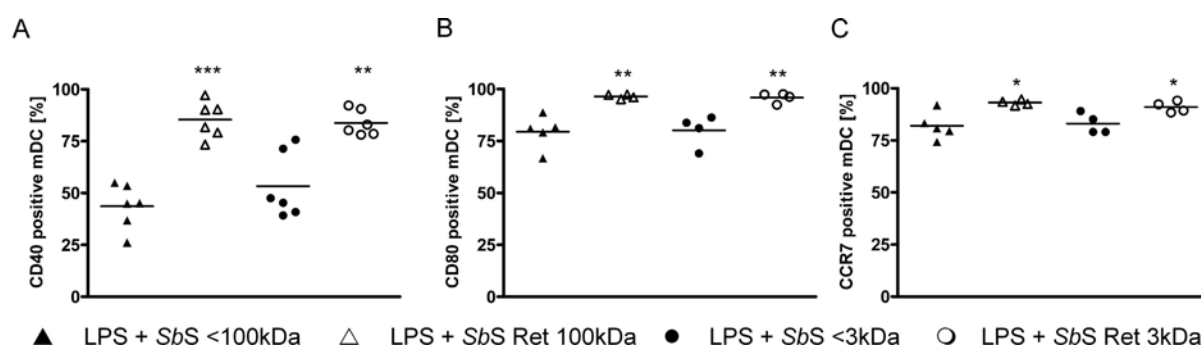 A
CD40 positive mDC [%]
100
75
50
25
0
***
**
B
CD80 positive mDC [%]
100
75
50
25
0
**
**
C
CCR7 positive mDC [%]
100
75
50
25
0
*
*
LPS + SbS <100kDa
LPS + SbS Ret 100kDa
LPS + SbS <3kDa
LPS + SbS Ret 3kDa